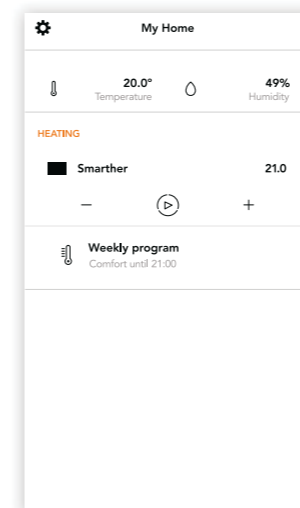 My Home
20.0°
Temperature
49%
Humidity
HEATING
Smarther 21.0
Weekly program
Comfort until 21:00